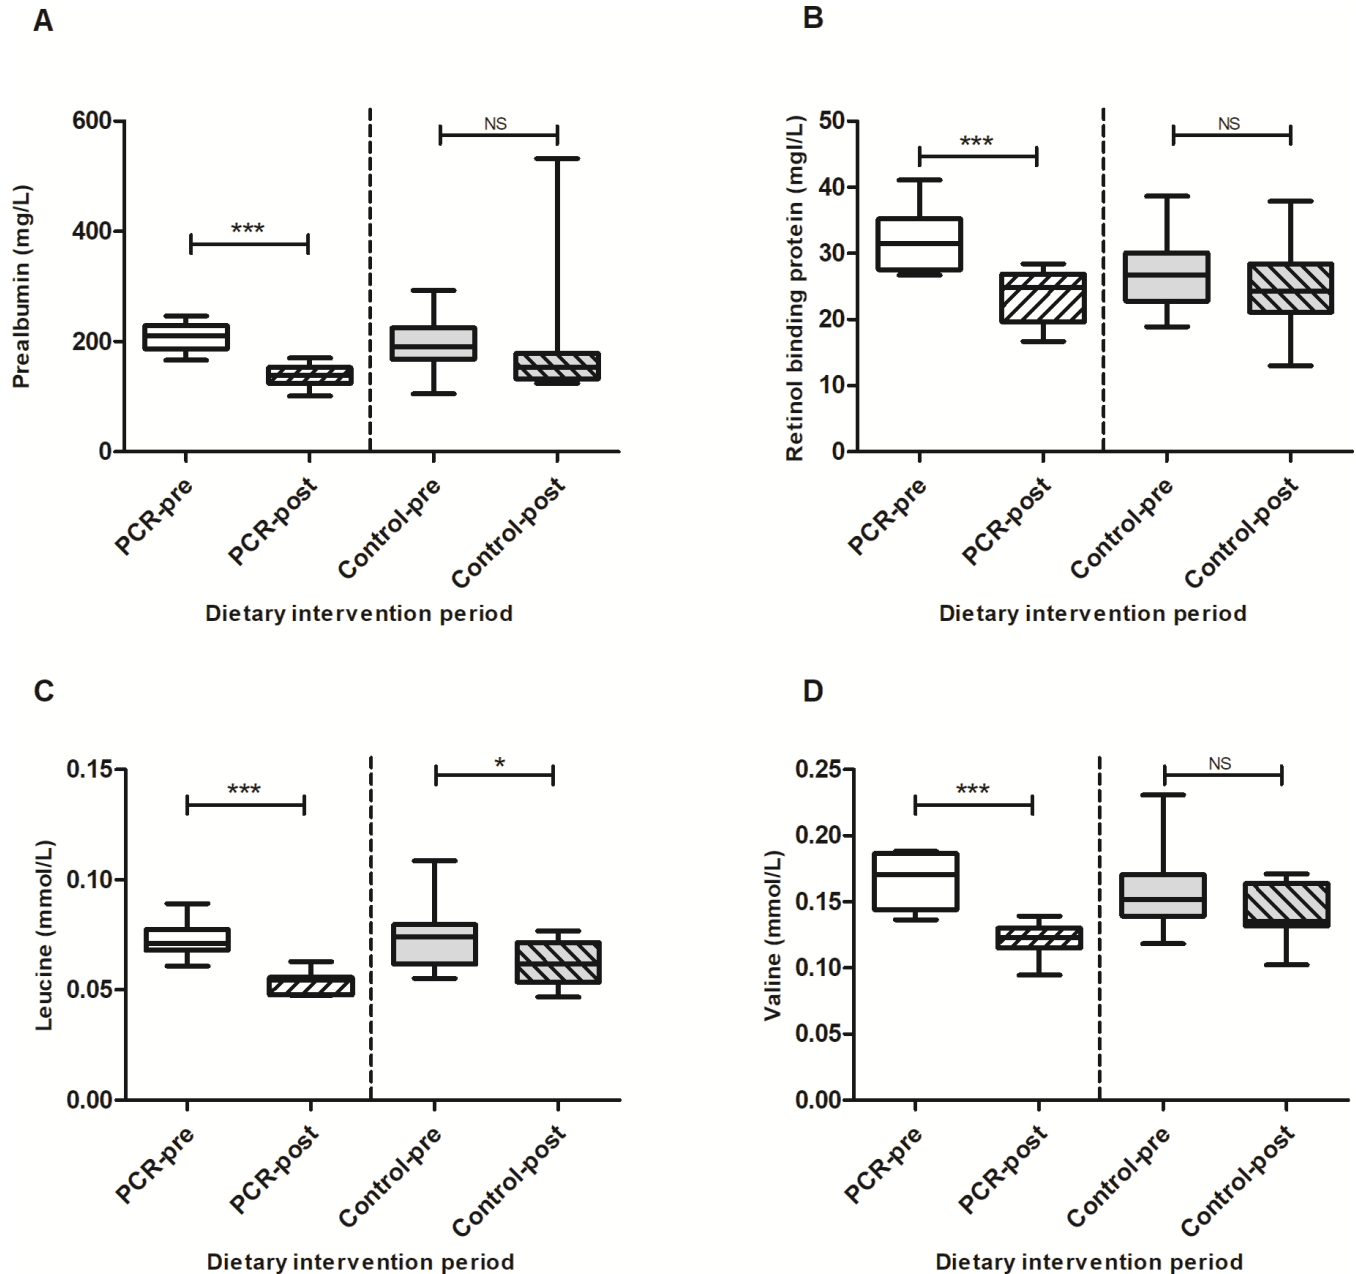 A
Prealbumin (mg/L)
600
400
200
0
***
NS
PCR-pre
PCR-post
Control-pre
Control-post
Dietary intervention period
B
Retinol binding protein (mgl/L)
50
40
30
20
10
0
***
NS
PCR-pre
PCR-post
Control-pre
Control-post
Dietary intervention period
C
Leucine (mmol/L)
0.15
0.10
0.05
0.00
***
*
PCR-pre
PCR-post
Control-pre
Control-post
Dietary intervention period
D
Valine (mmol/L)
0.25
0.20
0.15
0.10
0.05
0.00
***
NS
PCR-pre
PCR-post
Control-pre
Control-post
Dietary intervention period